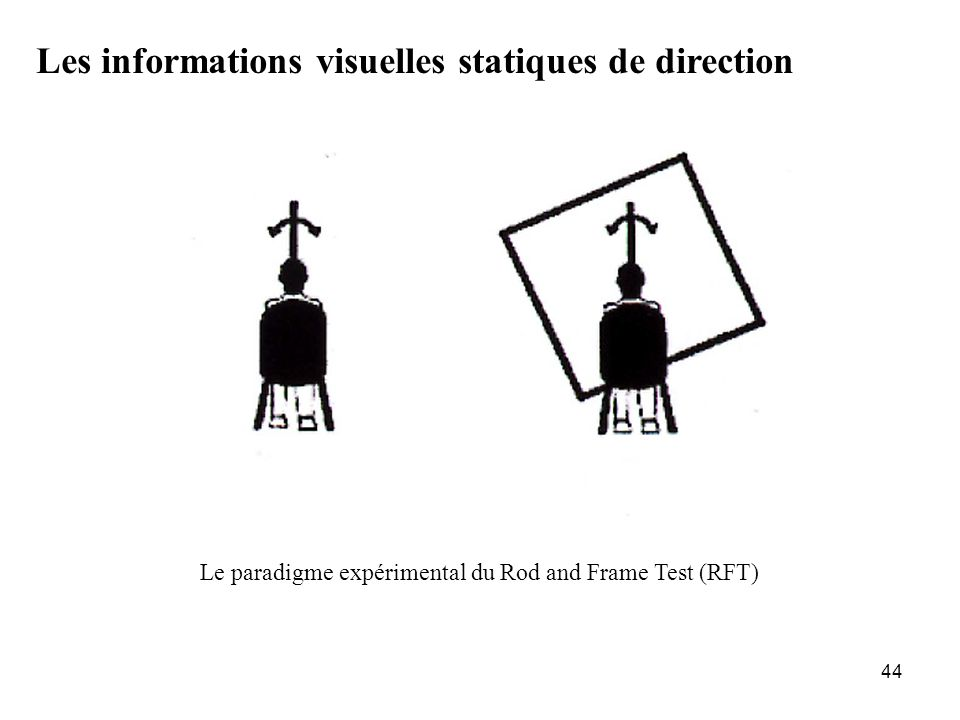 Les informations visuelles statiques de direction
Le paradigme expérimental du Rod and Frame Test (RFT)
44